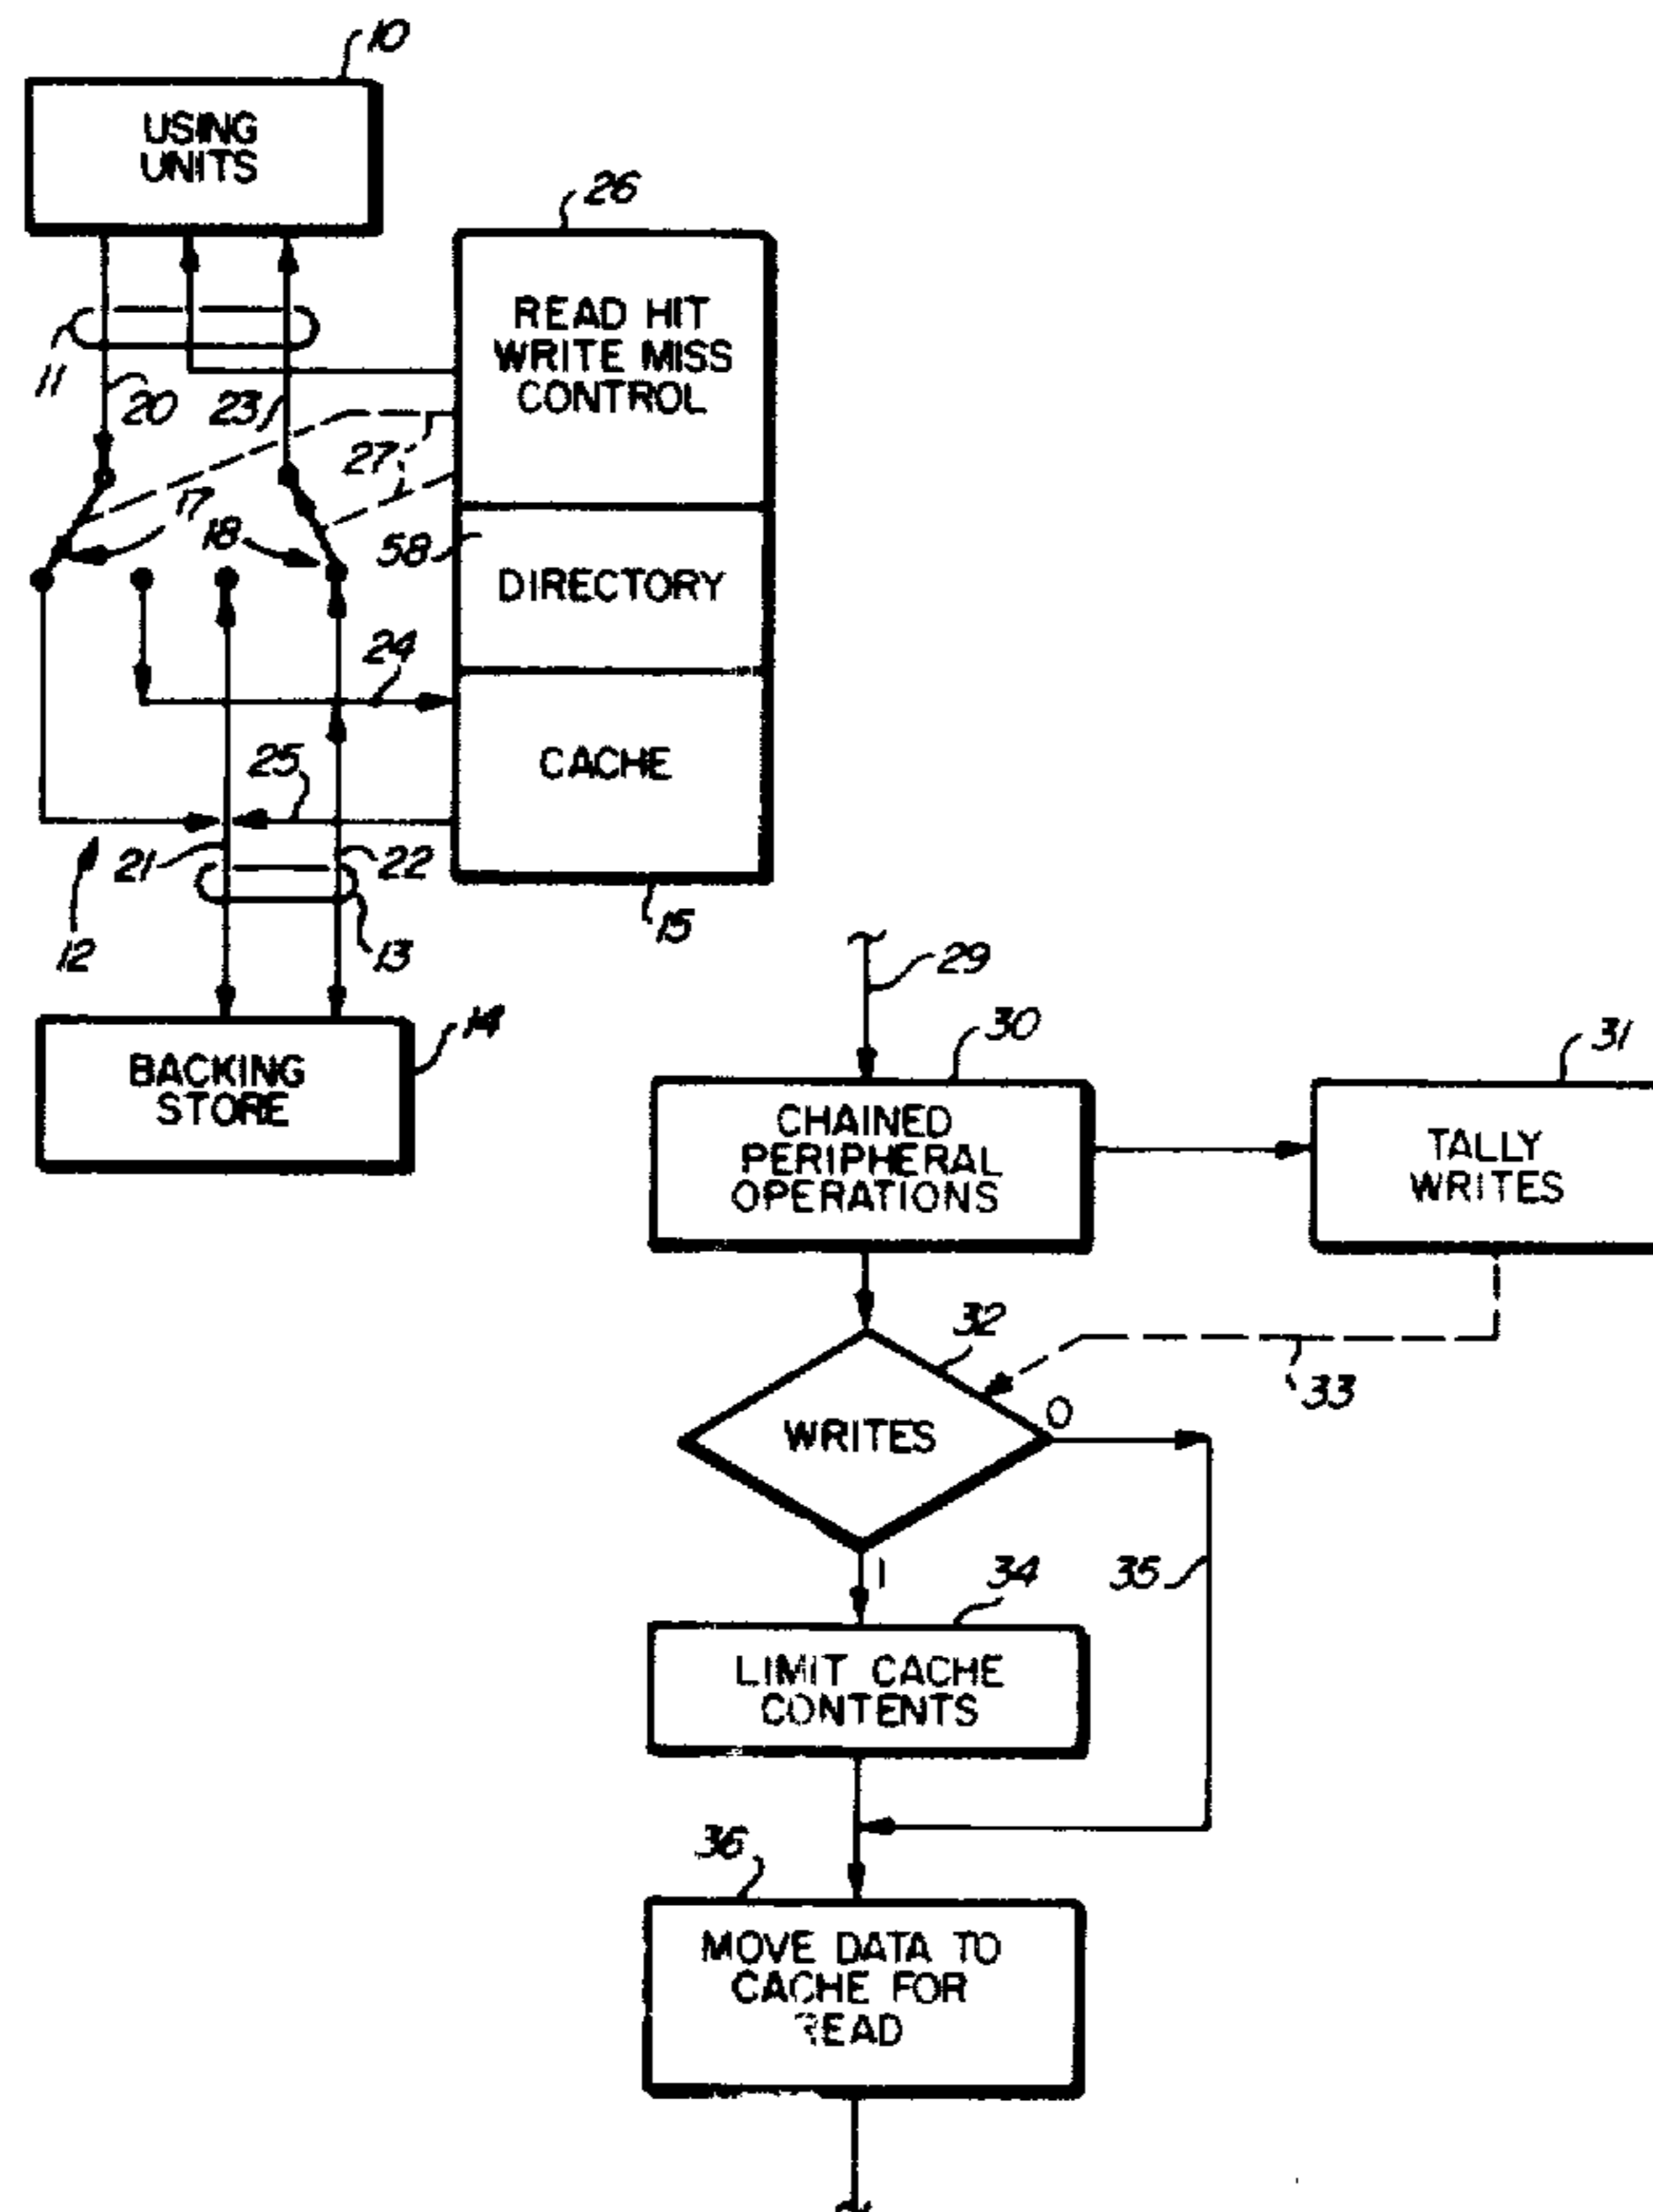 10
USING
UNITS
26
READ HIT
WRITE MISS
CONTROL
11
20
23
27
17
18
58
DIRECTORY
24
CACHE
25
21
22
12
13
15
14
BACKING
STORE
29
30
31
CHAINED
PERIPHERAL
OPERATIONS
TALLY
WRITES
32
33
WRITES
0
1
34
35
LIMIT CACHE
CONTENTS
36
MOVE DATA TO
CACHE FOR
READ